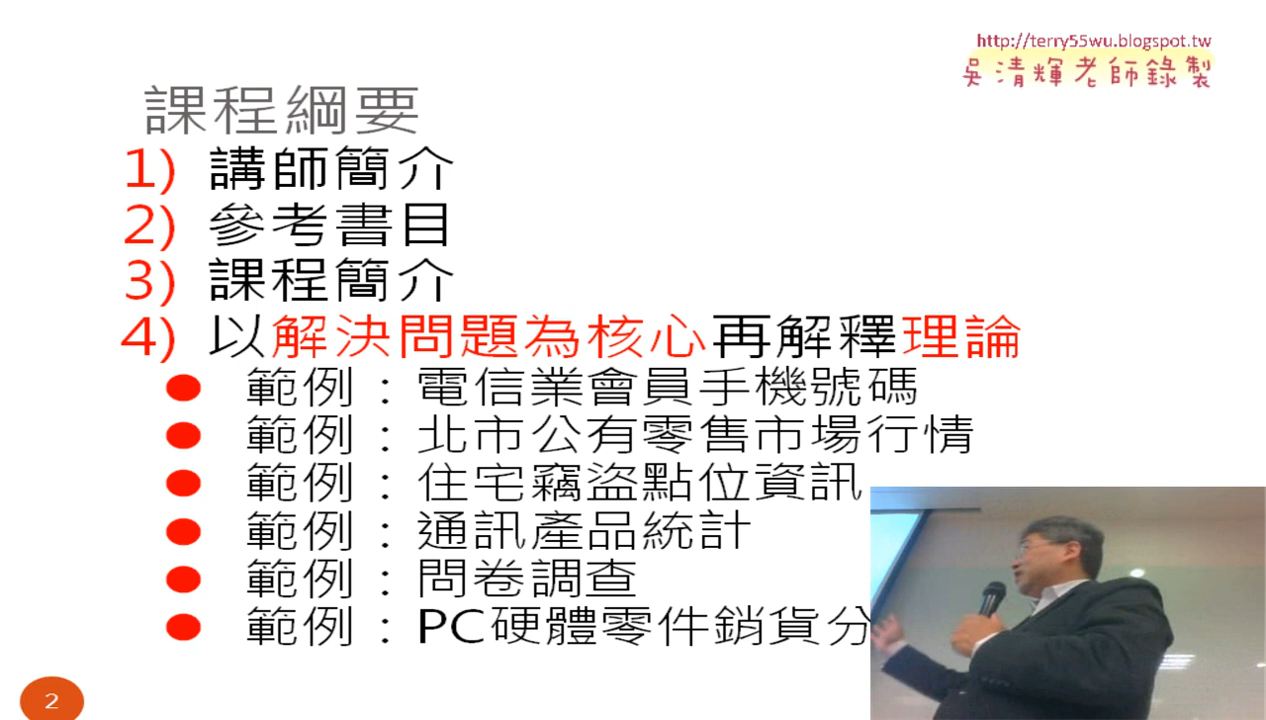 http://terry55wu.blogspot.tw
吳清輝老師錄製
課程綱要
1) 講師簡介
2) 參考書目
3) 課程簡介
4) 以解決問題為核心再解釋理論
● 範例：電信業會員手機號碼
● 範例：北市公有零售市場行情
● 範例：住宅竊盜點位資訊
● 範例：通訊產品統計
● 範例：問卷調查
● 範例：PC硬體零件銷貨分
2